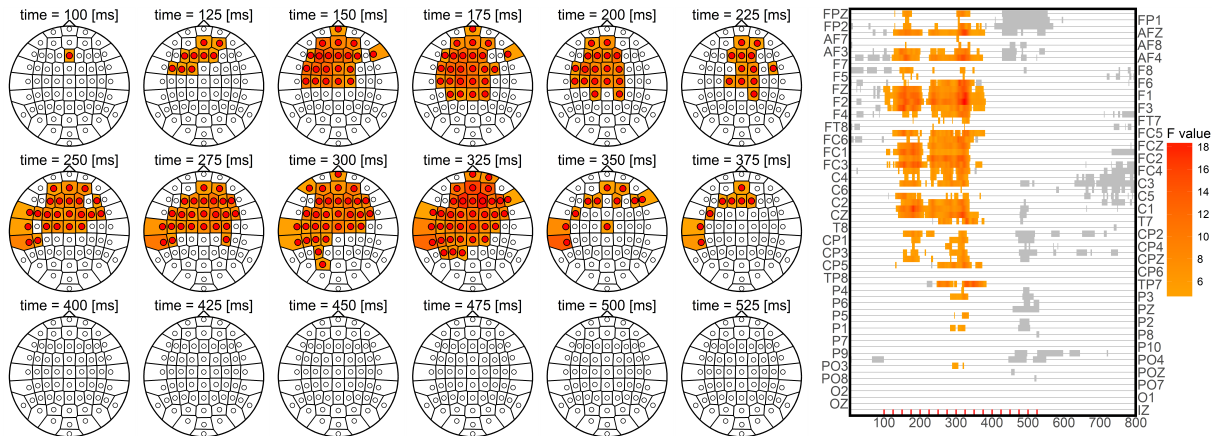 time = 100 [ms] time = 125 [ms] time = 150 [ms] time = 175 [ms] time = 200 [ms] time = 225 [ms]
time = 250 [ms] time = 275 [ms] time = 300 [ms] time = 325 [ms] time = 350 [ms] time = 375 [ms]
time = 400 [ms] time = 425 [ms] time = 450 [ms] time = 475 [ms] time = 500 [ms] time = 525 [ms]
FPZ
FP1
FP2
AFZ
AF7
AF8
AF3
AF4
F7
F8
F5
F6
FZ
F1
F2
F3
F4
FT7
FT8
FC5
FC6
FCZ
FC1
FC2
FC3
FC4
C4
C3
C6
C5
C2
C1
CZ
T7
T8
CP2
CP1
CP4
CP3
CPZ
CP5
CP6
TP8
TP7
P4
P3
P6
PZ
P5
P2
P1
P8
P7
P10
P9
PO4
PO3
POZ
PO8
PO7
O2
O1
OZ
IZ
100 200 300 400 500 600 700 800
F value
18
16
14
12
10
8
6